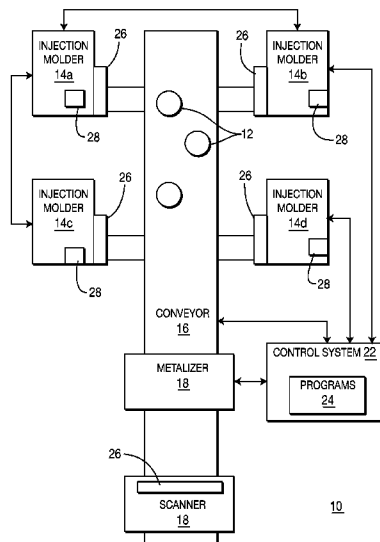 INJECTION
MOLDER
14a
26
28
26
INJECTION
MOLDER
14b
28
12
INJECTION
MOLDER
14c
26
28
26
INJECTION
MOLDER
14d
28
CONVEYOR
16
METALIZER
18
CONTROL SYSTEM 22
PROGRAMS
24
26
SCANNER
18
10